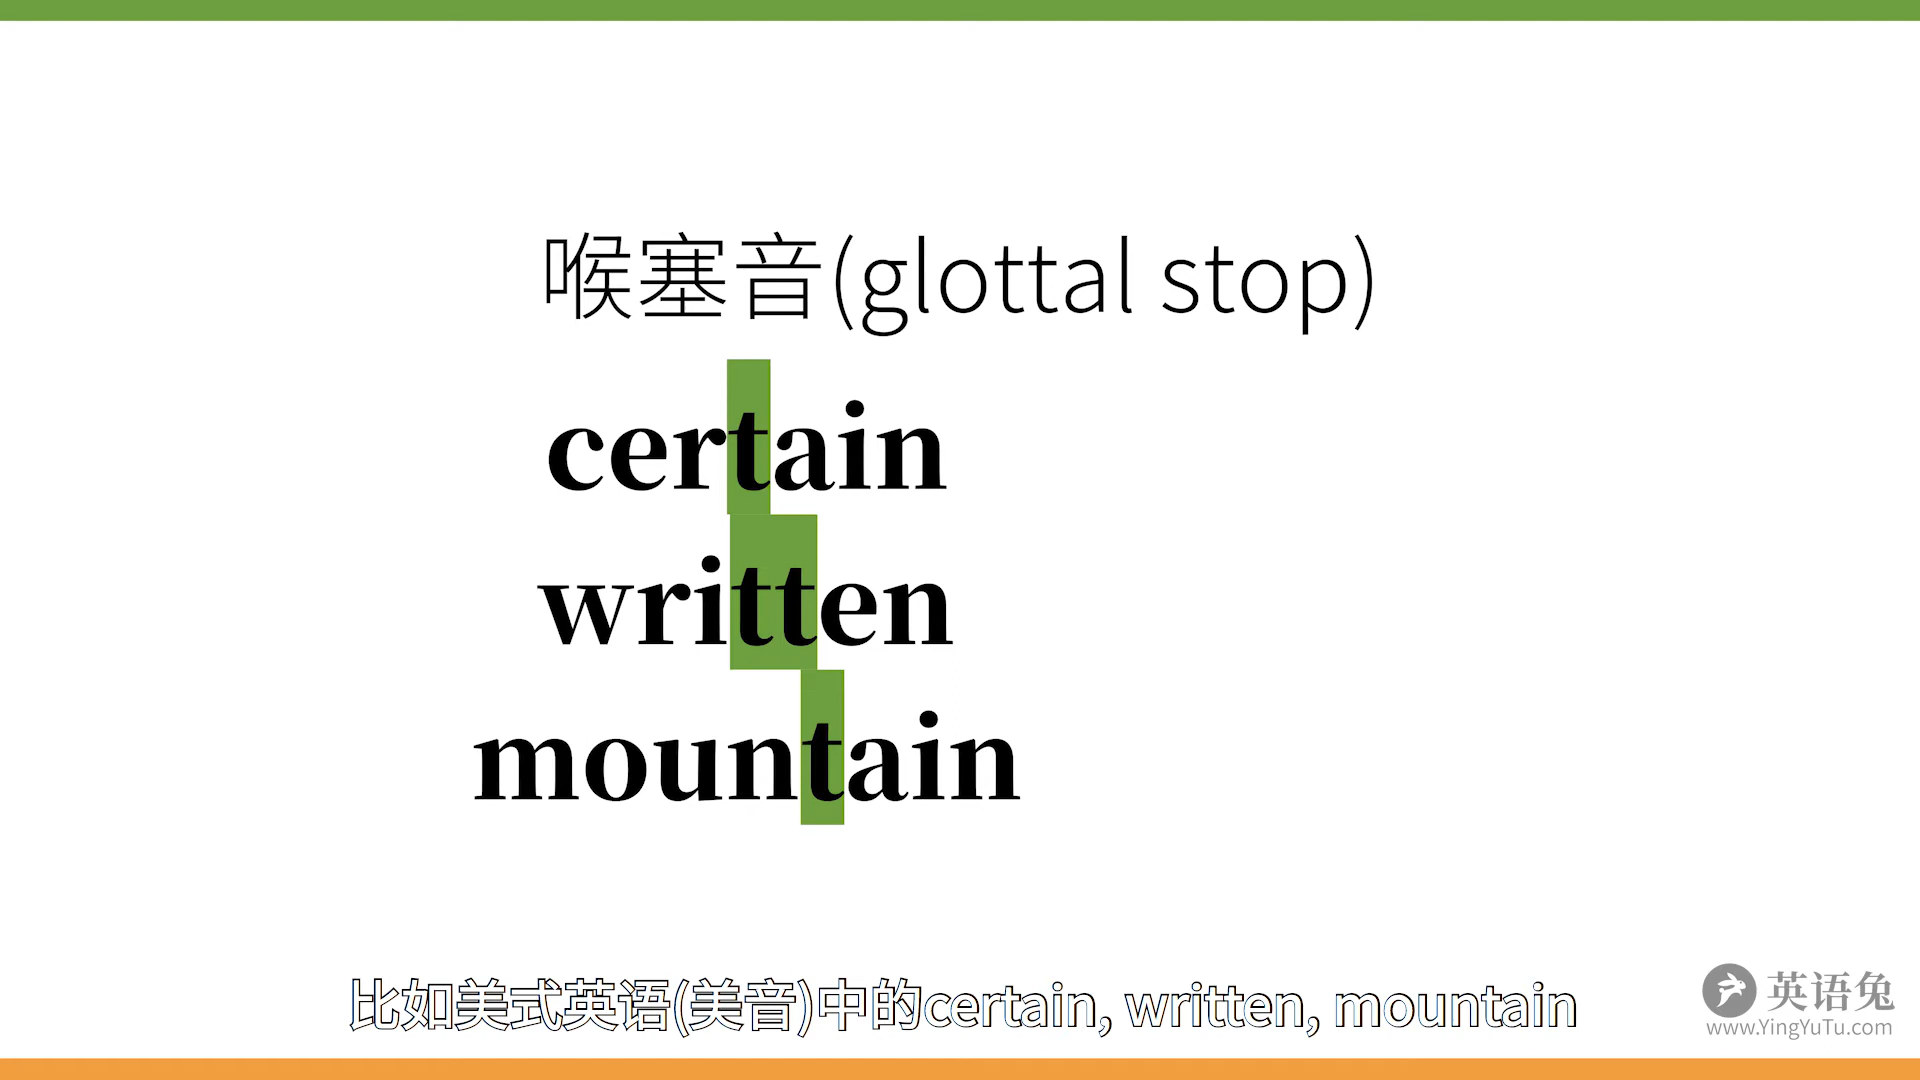 喉塞音(glottal stop)
certain
written
mountain
比如美式英语(美音)中的certain, written, mountain
英语兔
www.YingYuTu.com